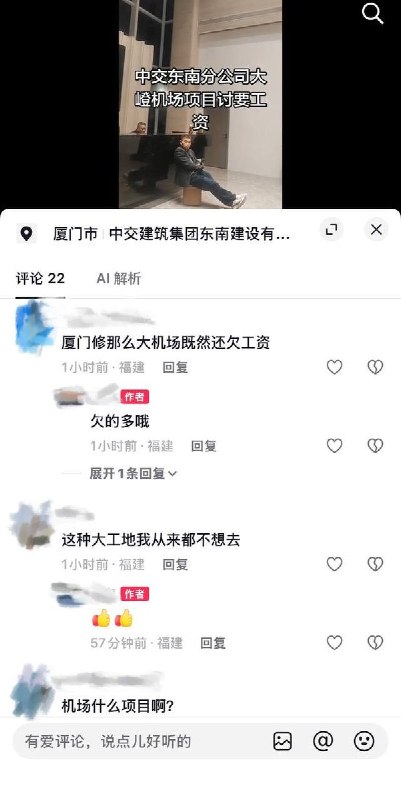 中交东南分公司大
嶝机场项目讨要工
资
厦门市 中交建筑集团东南建设有...
评论 22 AI 解析
厦门修那么大机场既然还欠工资
1小时前 · 福建 回复
作者
欠的多哦
1小时前 · 福建 回复
展开1条回复
这种大工地我从来都不想去
1小时前 · 福建 回复
作者
👍👍
57分钟前 · 福建 回复
机场什么项目啊?
有爱评论，说点儿好听的